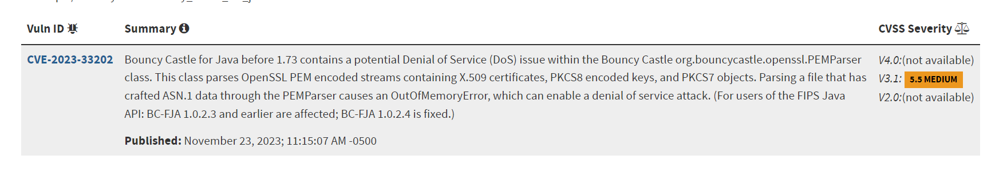 Vuln ID Summary CVSS Severity
CVE-2023-33202 Bouncy Castle for Java before 1.73 contains a potential Denial of Service (DoS) issue within the Bouncy Castle org.bouncycastle.openssl.PEMParser
class. This class parses OpenSSL PEM encoded streams containing X.509 certificates, PKCS8 encoded keys, and PKCS7 objects. Parsing a file that has
crafted ASN.1 data through the PEMParser causes an OutOfMemoryError, which can enable a denial of service attack. (For users of the FIPS Java
API: BC-FJA 1.0.2.3 and earlier are affected; BC-FJA 1.0.2.4 is fixed.)
Published: November 23, 2023; 11:15:07 AM -0500
V4.0:(not available)
V3.1: 5.5 MEDIUM
V2.0:(not available)